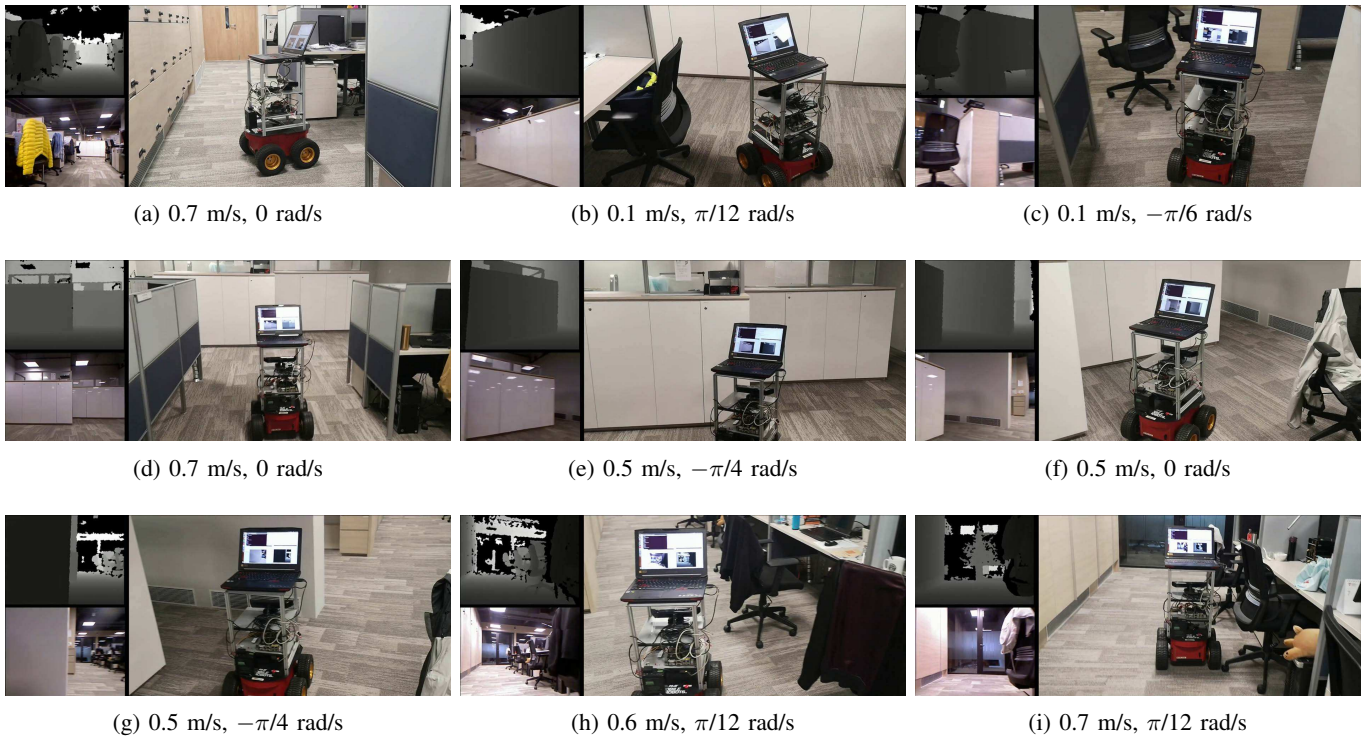 (a) 0.7 m/s, 0 rad/s
(b) 0.1 m/s, π/12 rad/s
(c) 0.1 m/s, −π/6 rad/s
(d) 0.7 m/s, 0 rad/s
(e) 0.5 m/s, −π/4 rad/s
(f) 0.5 m/s, 0 rad/s
(g) 0.5 m/s, −π/4 rad/s
(h) 0.6 m/s, π/12 rad/s
(i) 0.7 m/s, π/12 rad/s